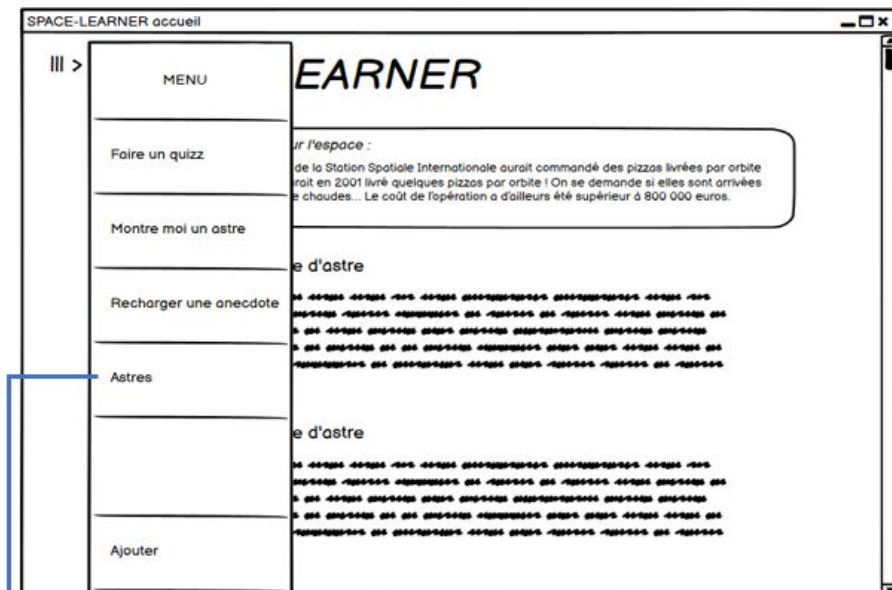 SPACE-LEARNER accueil
||| >
EARNER
MENU
ur l'espace :
de la Station Spatiale Internationale aurait commandé des pizzas livrées par orbite
rait en 2001 livré quelques pizzas par orbite ! On se demande si elles sont arrivées
e chaudes... Le coût de l'opération a d'ailleurs été supérieur à 800 000 euros.
Faire un quizz
Montre moi un astre
Recharger une anecdote
Astres
Ajouter
e d'astre
e d'astre